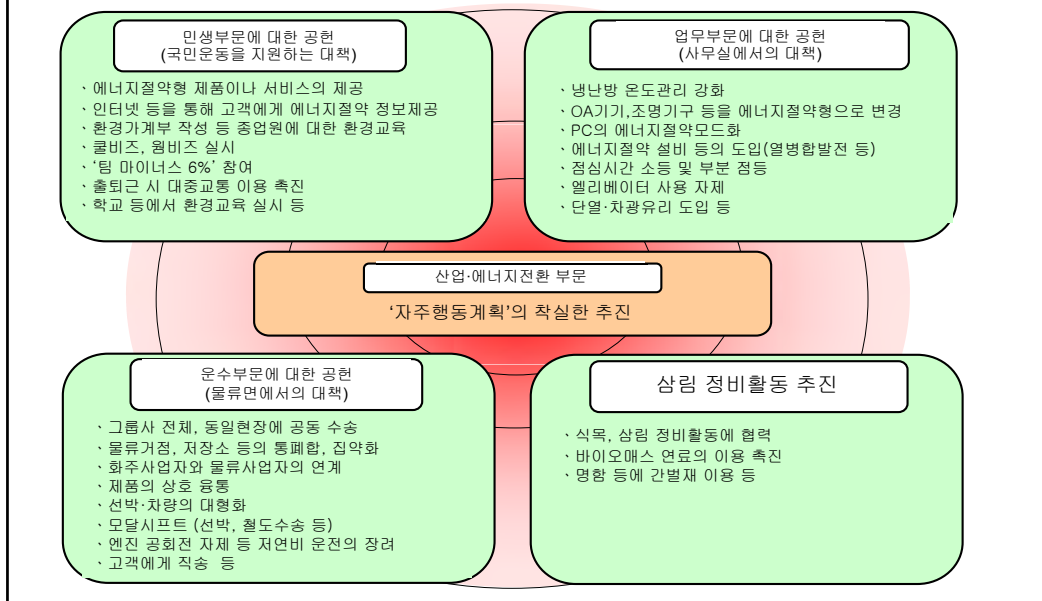 민생부문에 대한 공헌
(국민운동을 지원하는 대책)
、에너지절약형 제품이나 서비스의 제공
、인터넷 등을 통해 고객에게 에너지절약 정보제공
、환경가계부 작성 등 종업원에 대한 환경교육
、쿨비즈, 웜비즈 실시
、‘팀 마이너스 6%’ 참여
、출퇴근 시 대중교통 이용 촉진
、학교 등에서 환경교육 실시 등
업무부문에 대한 공헌
(사무실에서의 대책)
、냉난방 온도관리 강화
、OA기기,조명기구 등을 에너지절약형으로 변경
、PC의 에너지절약모드화
、에너지절약 설비 등의 도입(열병합발전 등)
、점심시간 소등 및 부분 점등
、엘리베이터 사용 자제
、단열·차광유리 도입 등
산업·에너지전환 부문
‘자주행동계획’의 착실한 추진
운수부문에 대한 공헌
(물류면에서의 대책)
、그룹사 전체, 동일현장에 공동 수송
、물류거점, 저장소 등의 통폐합, 집약화
、화주사업자와 물류사업자의 연계
、제품의 상호 융통
、선박·차량의 대형화
、모달시프트 (선박, 철도수송 등)
、엔진 공회전 자제 등 저연비 운전의 장려
、고객에게 직송 등
삼림 정비활동 추진
、식목, 삼림 정비활동에 협력
、바이오매스 연료의 이용 촉진
、명함 등에 간벌재 이용 등